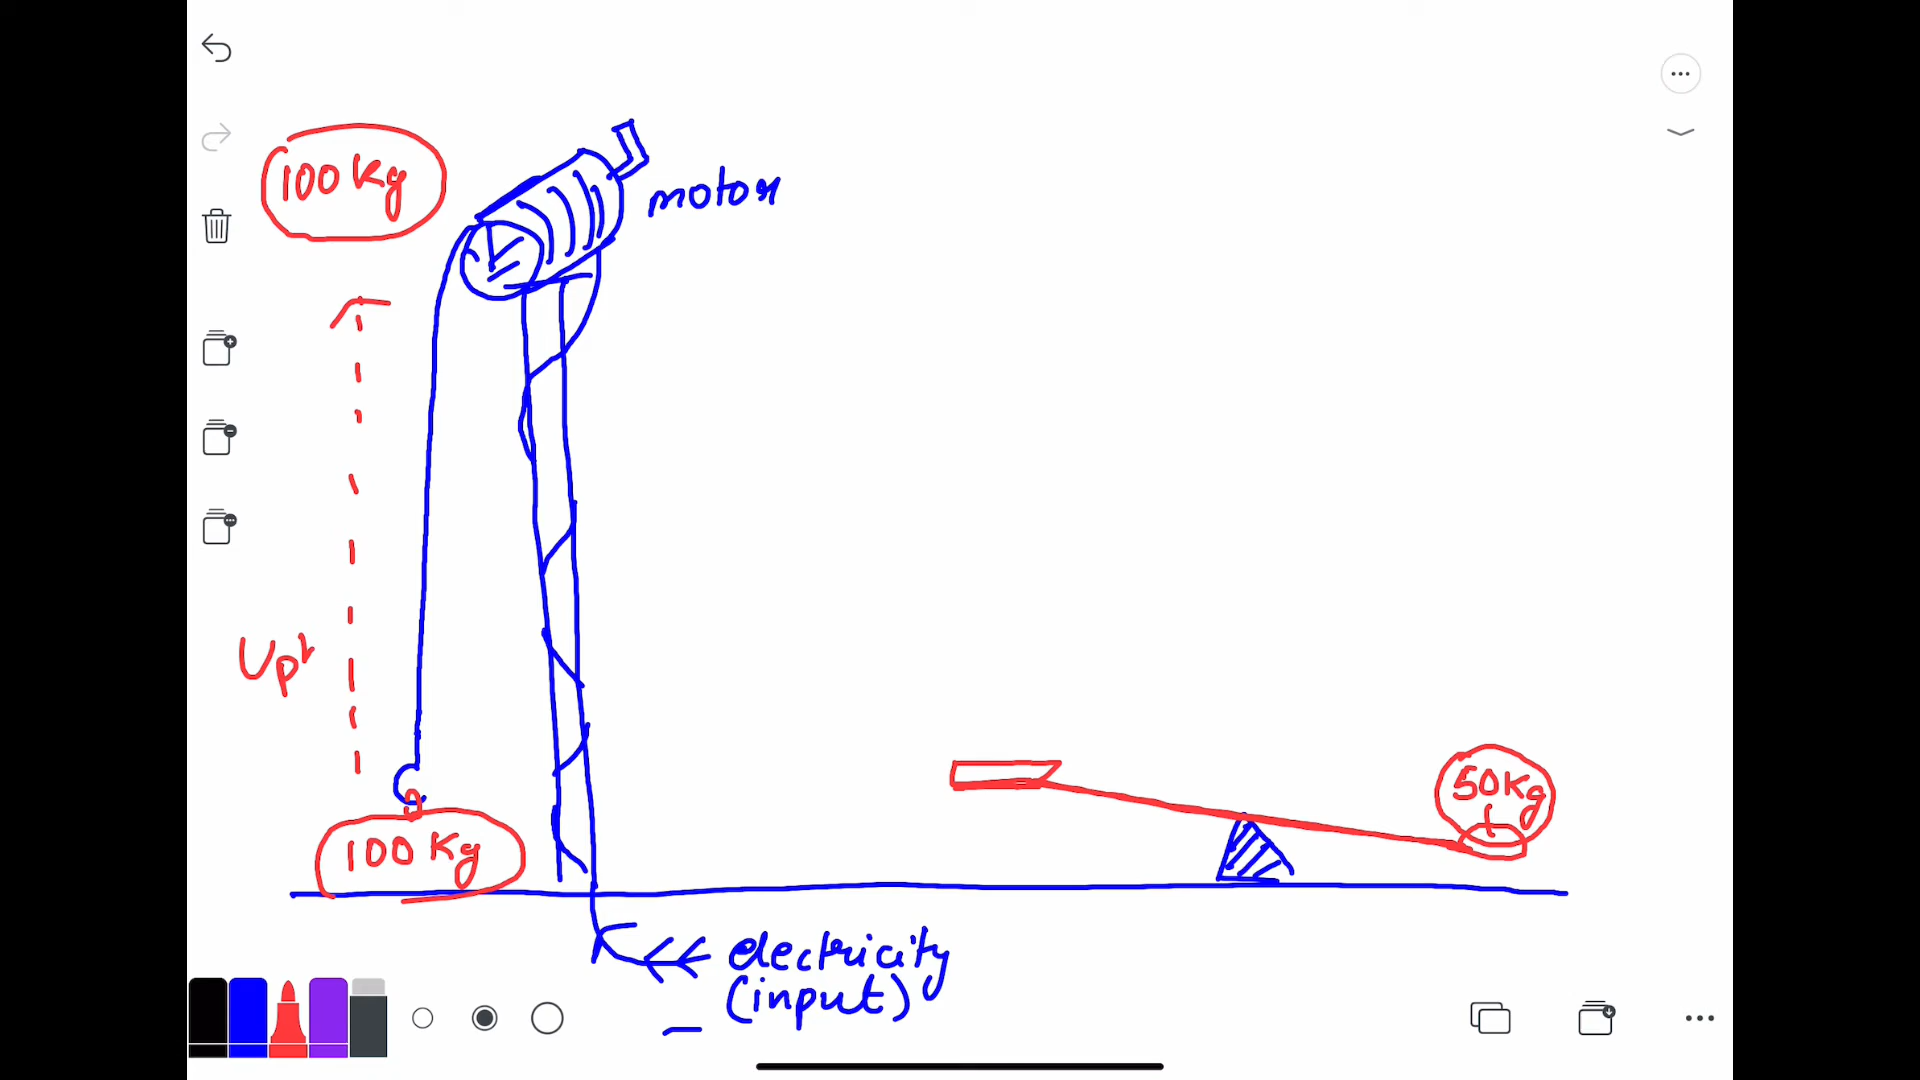 100 Kg
motor
Up↑
50Kg
100 Kg
electricity
(input)